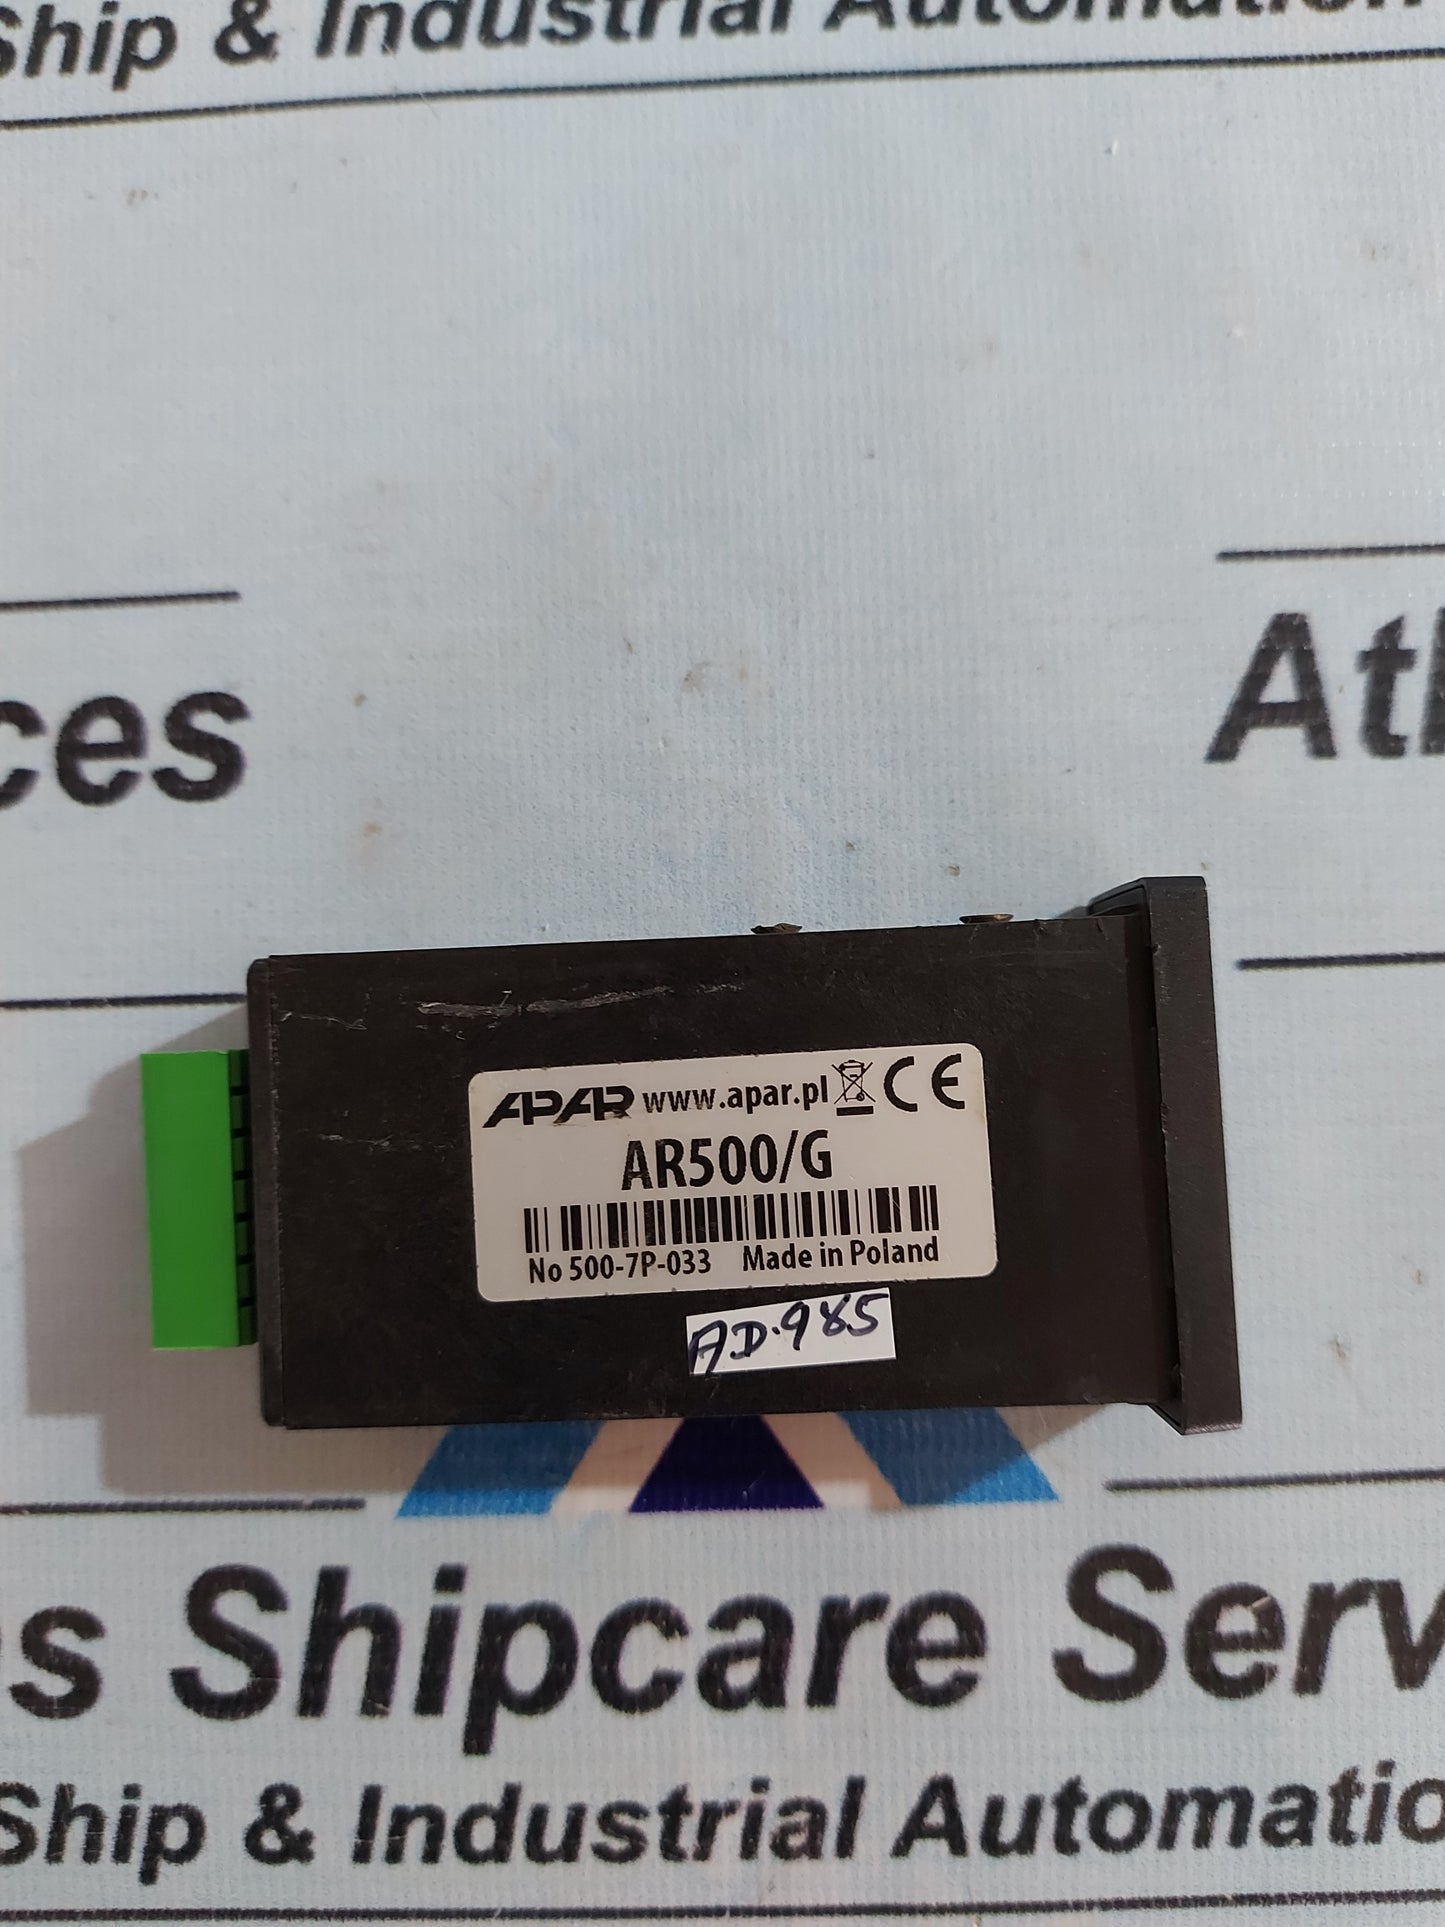 Ship & Industrial Automation
ces
Atl
APAR www.apar.pl CE
AR500/G
No 500-7P-033 Made in Poland
AD.985
s Shipcare Serv
Ship & Industrial Automatio